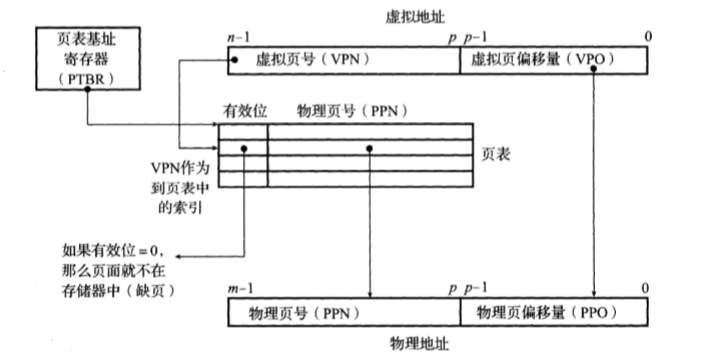 虚拟地址
页表基址
寄存器
（PTBR）
n−1
p p−1
0
虚拟页号（VPN）
虚拟页偏移量（VPO）
有效位
物理页号（PPN）
页表
VPN作为
到页表中
的索引
如果有效位=0,
那么页面就不在
存储器中（缺页）
m−1
p p−1
0
物理页号（PPN）
物理页偏移量（PPO）
物理地址